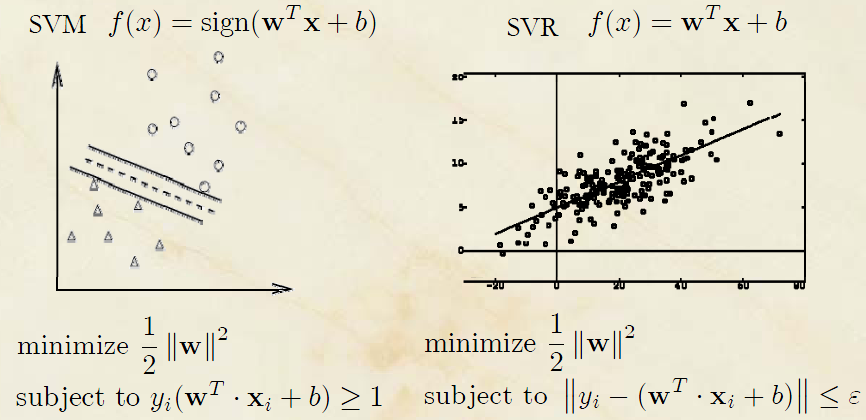 SVM f(x) = sign(w^T x + b)
minimize 1/2 ‖w‖^2
subject to y_i(w^T · x_i + b) ≥ 1
SVR f(x) = w^T x + b
20
15
10
5
0
-20 0 20 40 60 80
minimize 1/2 ‖w‖^2
subject to ‖y_i − (w^T · x_i + b)‖ ≤ ε